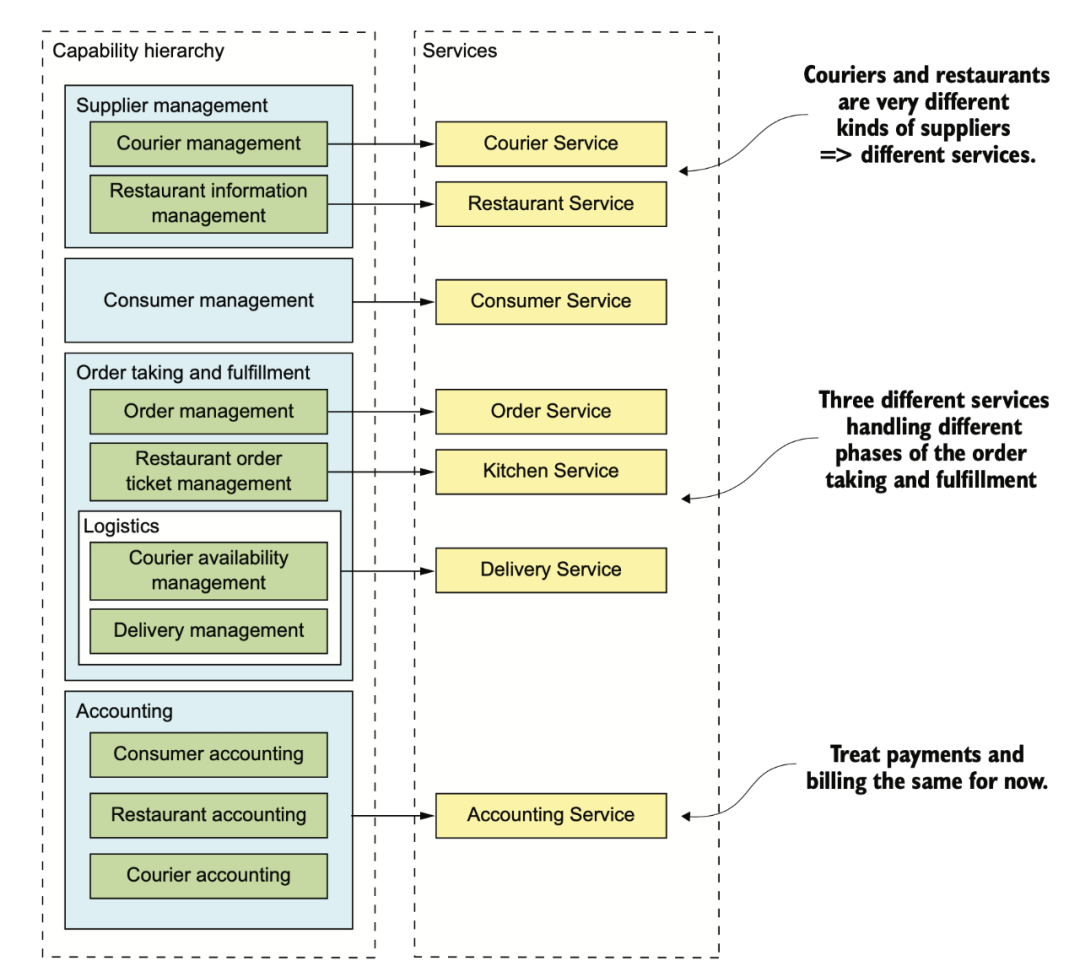 Capability hierarchy
Services
Supplier management
Courier management
Courier Service
Restaurant information
management
Restaurant Service
Couriers and restaurants
are very different
kinds of suppliers
=> different services.
Consumer management
Consumer Service
Order taking and fulfillment
Order management
Order Service
Restaurant order
ticket management
Kitchen Service
Three different services
handling different
phases of the order
taking and fulfillment
Logistics
Courier availability
management
Delivery Service
Delivery management
Accounting
Consumer accounting
Restaurant accounting
Accounting Service
Courier accounting
Treat payments and
billing the same for now.